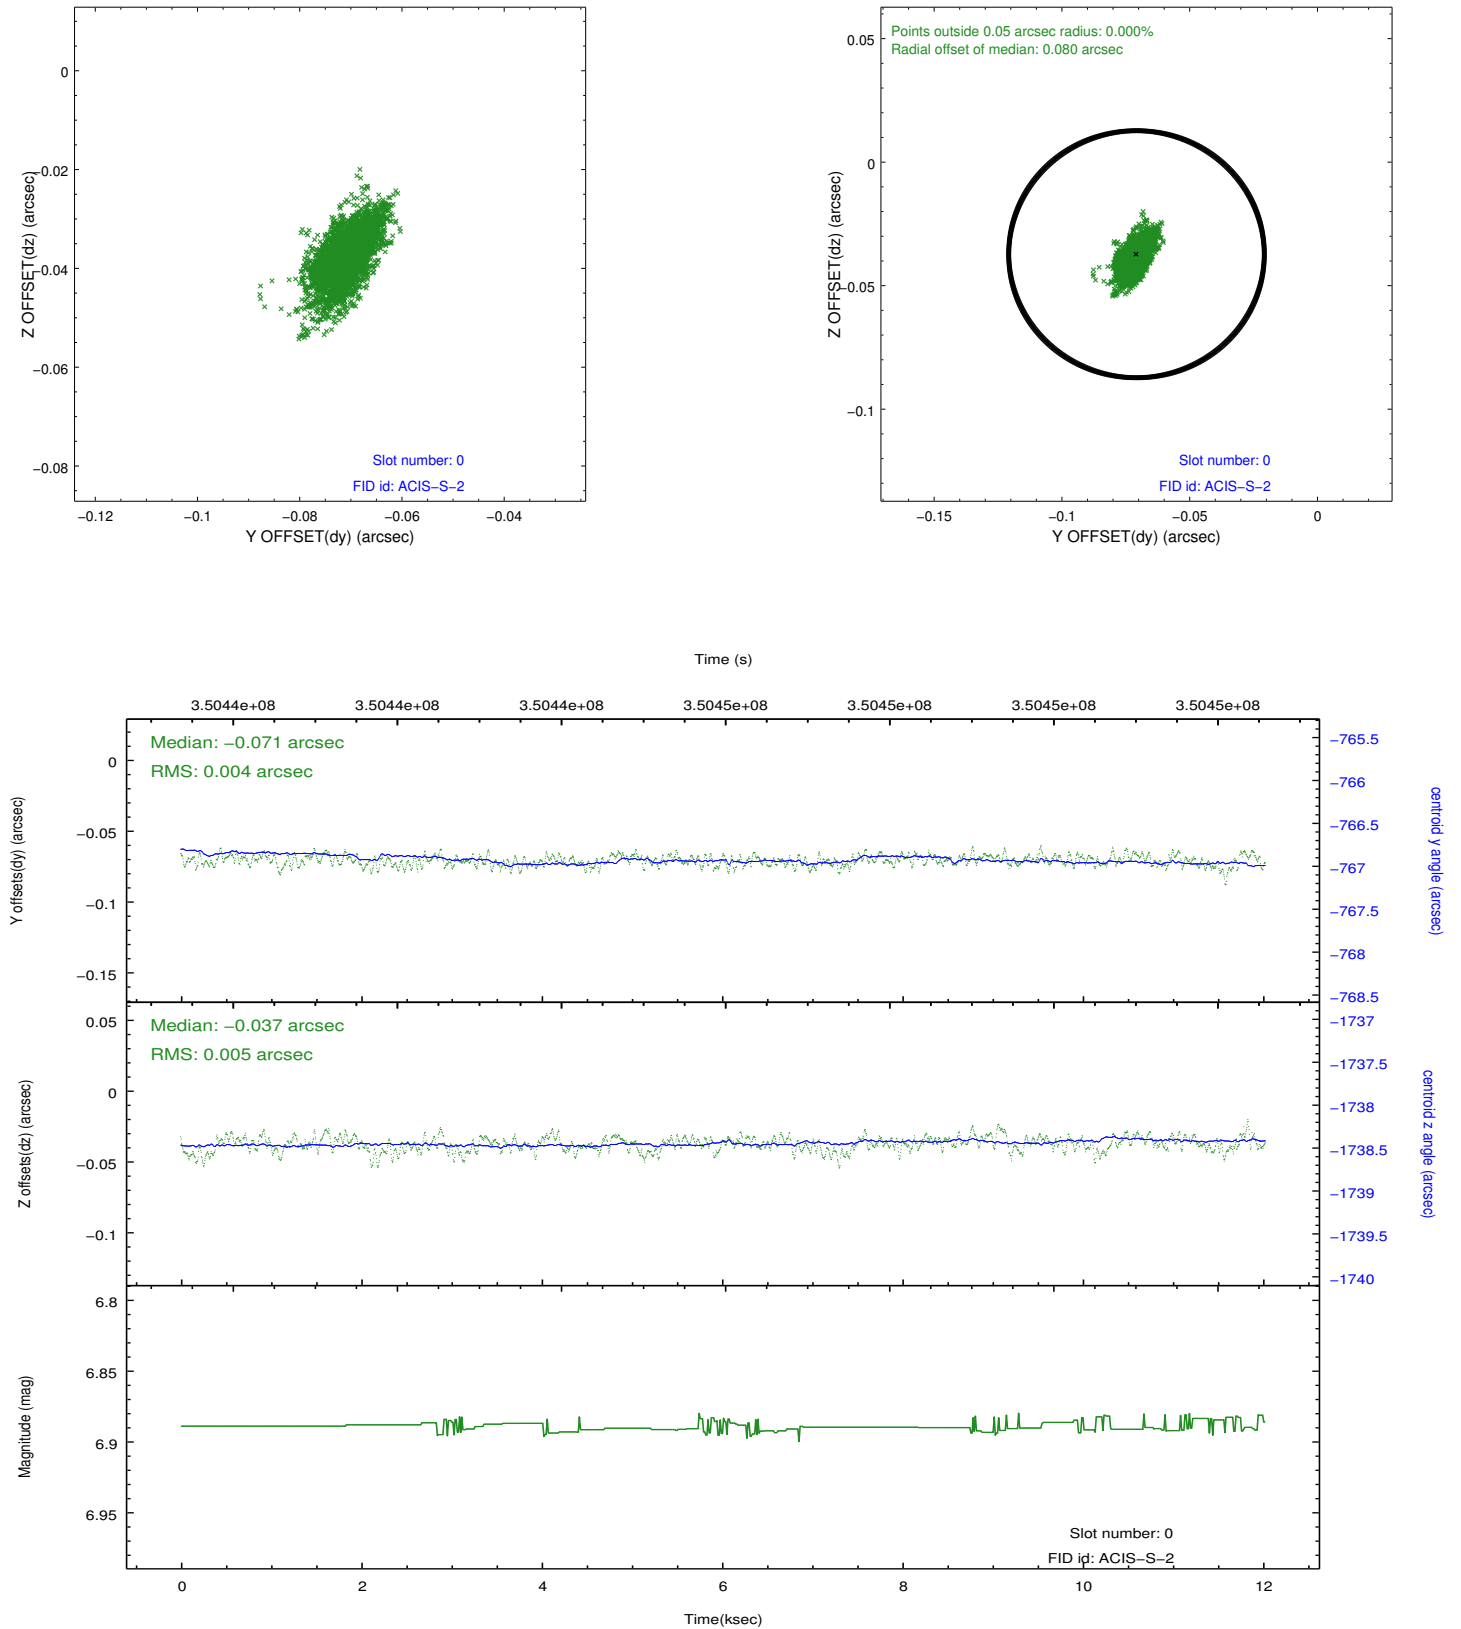 0
−0.02
−0.04
−0.06
−0.08
Z OFFSET(dz) (arcsec)
Slot number: 0
FID id: ACIS−S−2
−0.12
−0.1
−0.08
−0.06
−0.04
Y OFFSET(dy) (arcsec)
Points outside 0.05 arcsec radius: 0.000%
Radial offset of median: 0.080 arcsec
0.05
0
−0.05
−0.1
Z OFFSET(dz) (arcsec)
Slot number: 0
FID id: ACIS−S−2
−0.15
−0.1
−0.05
0
Y OFFSET(dy) (arcsec)
Time (s)
3.5044e+08
3.5044e+08
3.5044e+08
3.5045e+08
3.5045e+08
3.5045e+08
3.5045e+08
Median: −0.071 arcsec
RMS: 0.004 arcsec
0
−0.05
−0.1
−0.15
Y offsets(dy) (arcsec)
−765.5
−766
−766.5
−767
−767.5
−768
−768.5
centroid y angle (arcsec)
Median: −0.037 arcsec
RMS: 0.005 arcsec
0.05
0
−0.05
−0.1
Z offsets(dz) (arcsec)
−1737
−1737.5
−1738
−1738.5
−1739
−1739.5
−1740
centroid z angle (arcsec)
6.8
6.85
6.9
6.95
Magnitude (mag)
Slot number: 0
FID id: ACIS−S−2
0
2
4
6
8
10
12
Time(ksec)